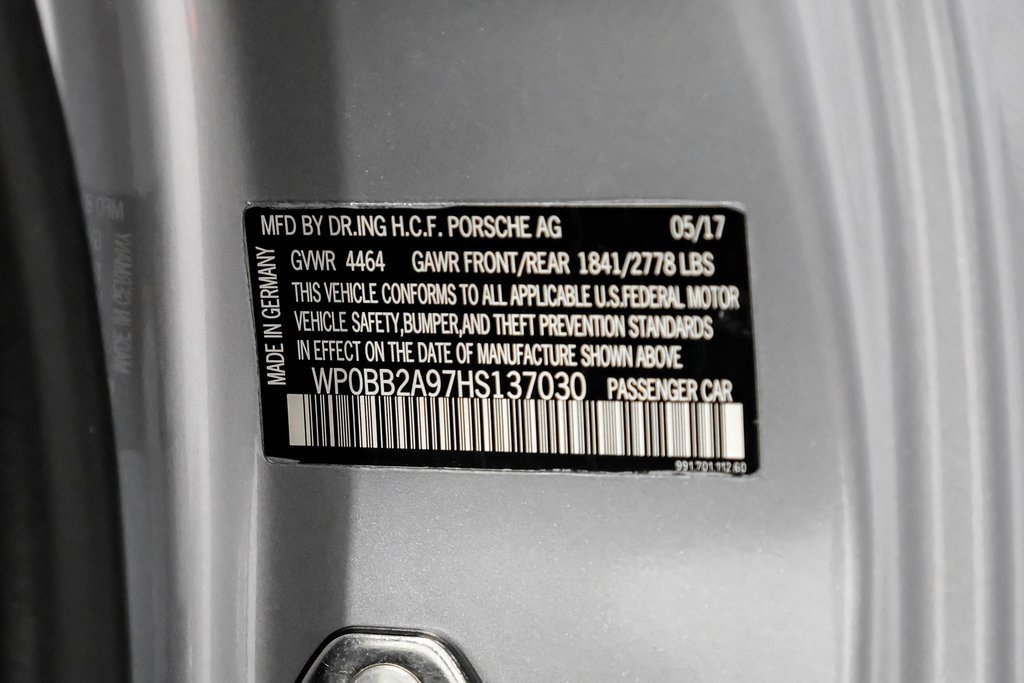 MFD BY DR.ING H.C.F. PORSCHE AG 05/17
GVWR 4464 GAWR FRONT/REAR 1841/2778 LBS
THIS VEHICLE CONFORMS TO ALL APPLICABLE U.S.FEDERAL MOTOR
VEHICLE SAFETY,BUMPER,AND THEFT PREVENTION STANDARDS
IN EFFECT ON THE DATE OF MANUFACTURE SHOWN ABOVE
MADE IN GERMANY
WP0BB2A97HS137030 PASSENGER CAR
991.701.112.60